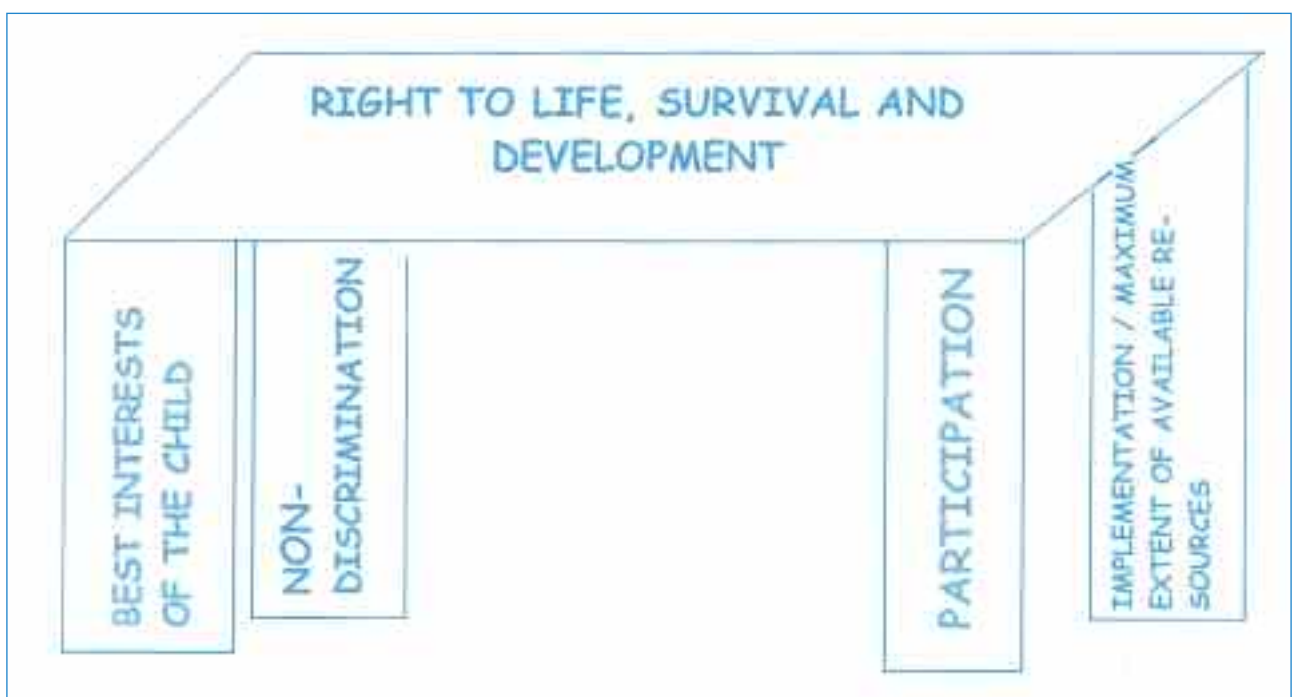 RIGHT TO LIFE, SURVIVAL AND
DEVELOPMENT
BEST INTERESTS
OF THE CHILD
NON-
DISCRIMINATION
PARTICIPATION
IMPLEMENTATION / MAXIMUM
EXTENT OF AVAILABLE RE-
SOURCES